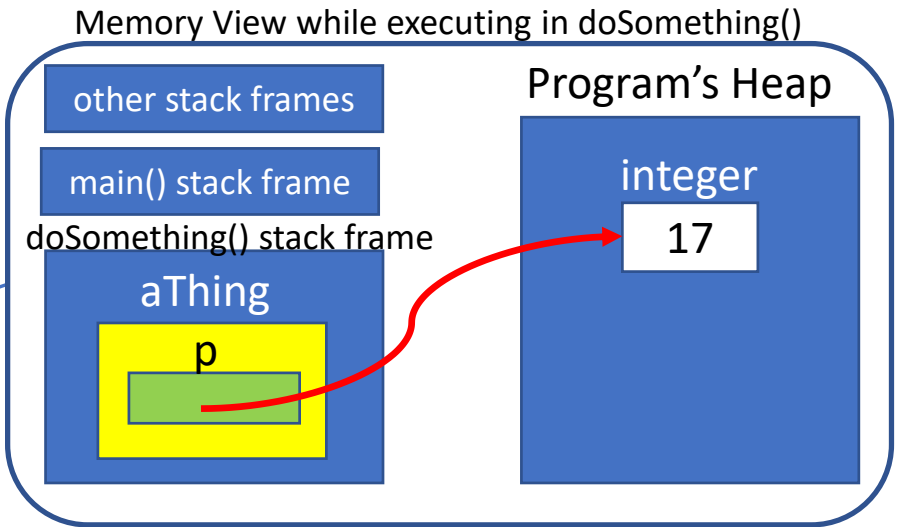 Memory View while executing in doSomething()
other stack frames
main() stack frame
doSomething() stack frame
aThing
p
Program’s Heap
integer
17